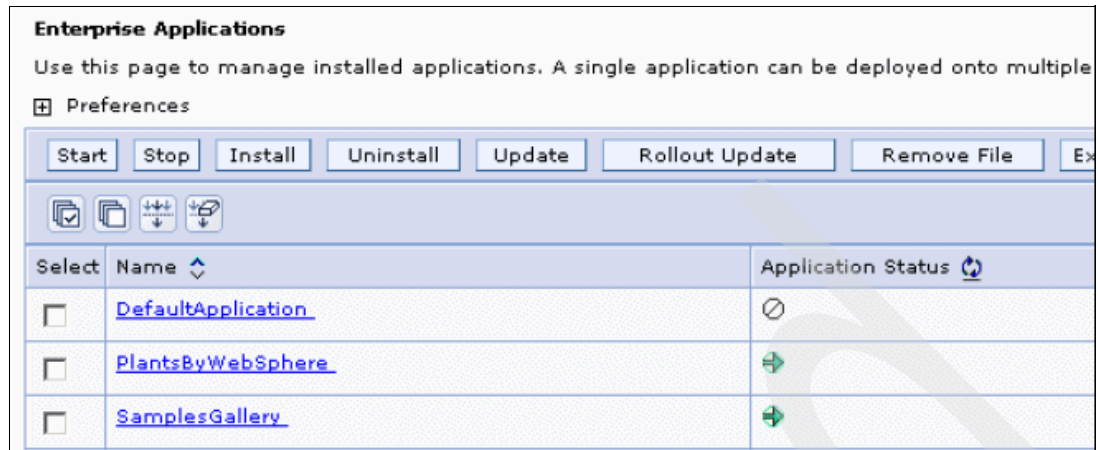 Enterprise Applications
Use this page to manage installed applications. A single application can be deployed onto multiple
Preferences
Start Stop Install Uninstall Update Rollout Update Remove File Ex
Select Name Application Status
DefaultApplication
PlantsByWebSphere
SamplesGallery